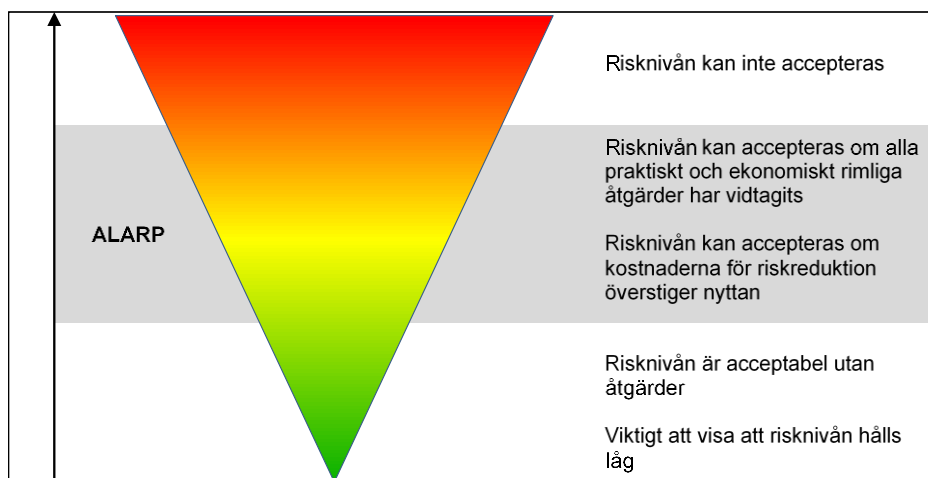 Risknivån kan inte accepteras
Risknivån kan accepteras om alla
praktiskt och ekonomiskt rimliga
åtgärder har vidtagits
ALARP
Risknivån kan accepteras om
kostnaderna för riskreduktion
överstiger nyttan
Risknivån är acceptabel utan
åtgärder
Viktigt att visa att risknivån hålls
låg